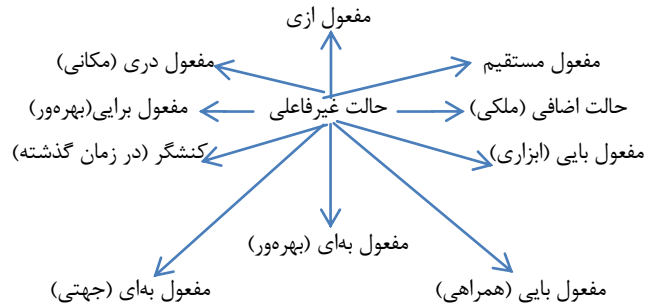 مفعول ازی
مفعول مستقیم
مفعول دری (مکانی)
حالت اضافی (ملکی)
حالت غیرفاعلی
مفعول برایی(بهره‌ور)
مفعول بایی (ابزاری)
کنشگر (در زمان گذشته)
مفعول به‌ای (بهره‌ور)
مفعول بایی (همراهی)
مفعول به‌ای (جهتی)